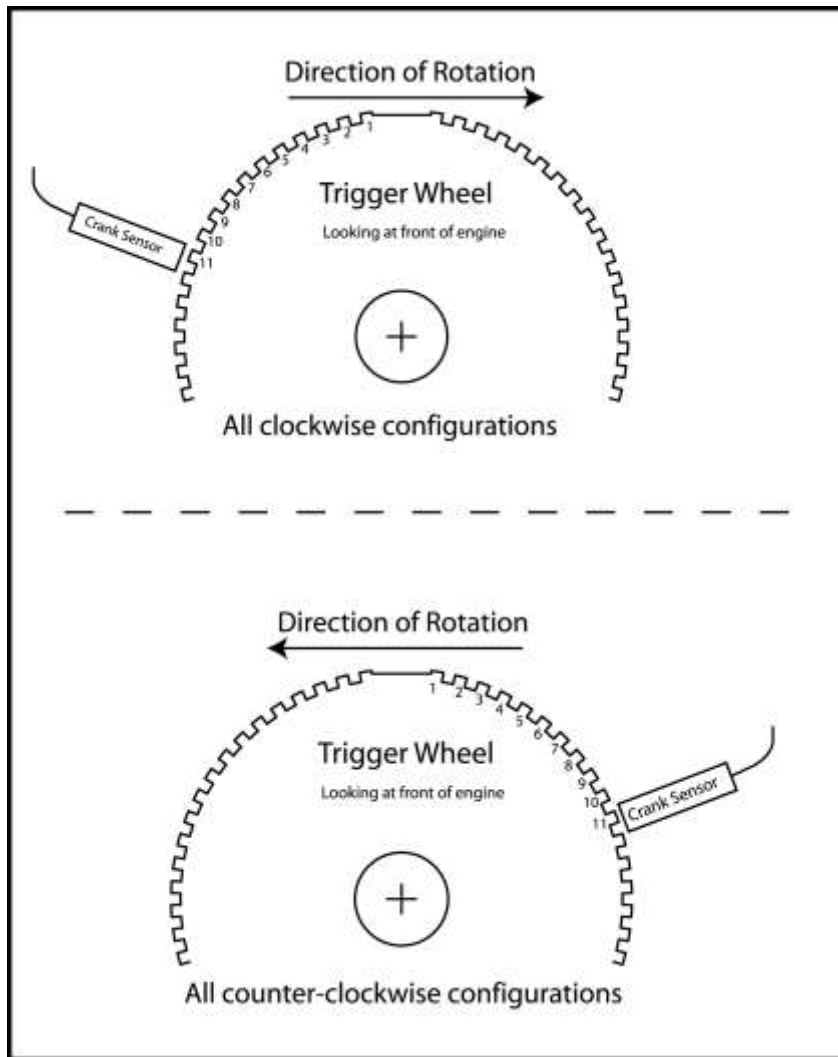 Direction of Rotation
1
2
3
4
5
6
7
8
9
10
11
Crank Sensor
Trigger Wheel
Looking at front of engine
All clockwise configurations
Direction of Rotation
1
2
3
4
5
6
7
8
9
10
11
Crank Sensor
Trigger Wheel
Looking at front of engine
All counter-clockwise configurations